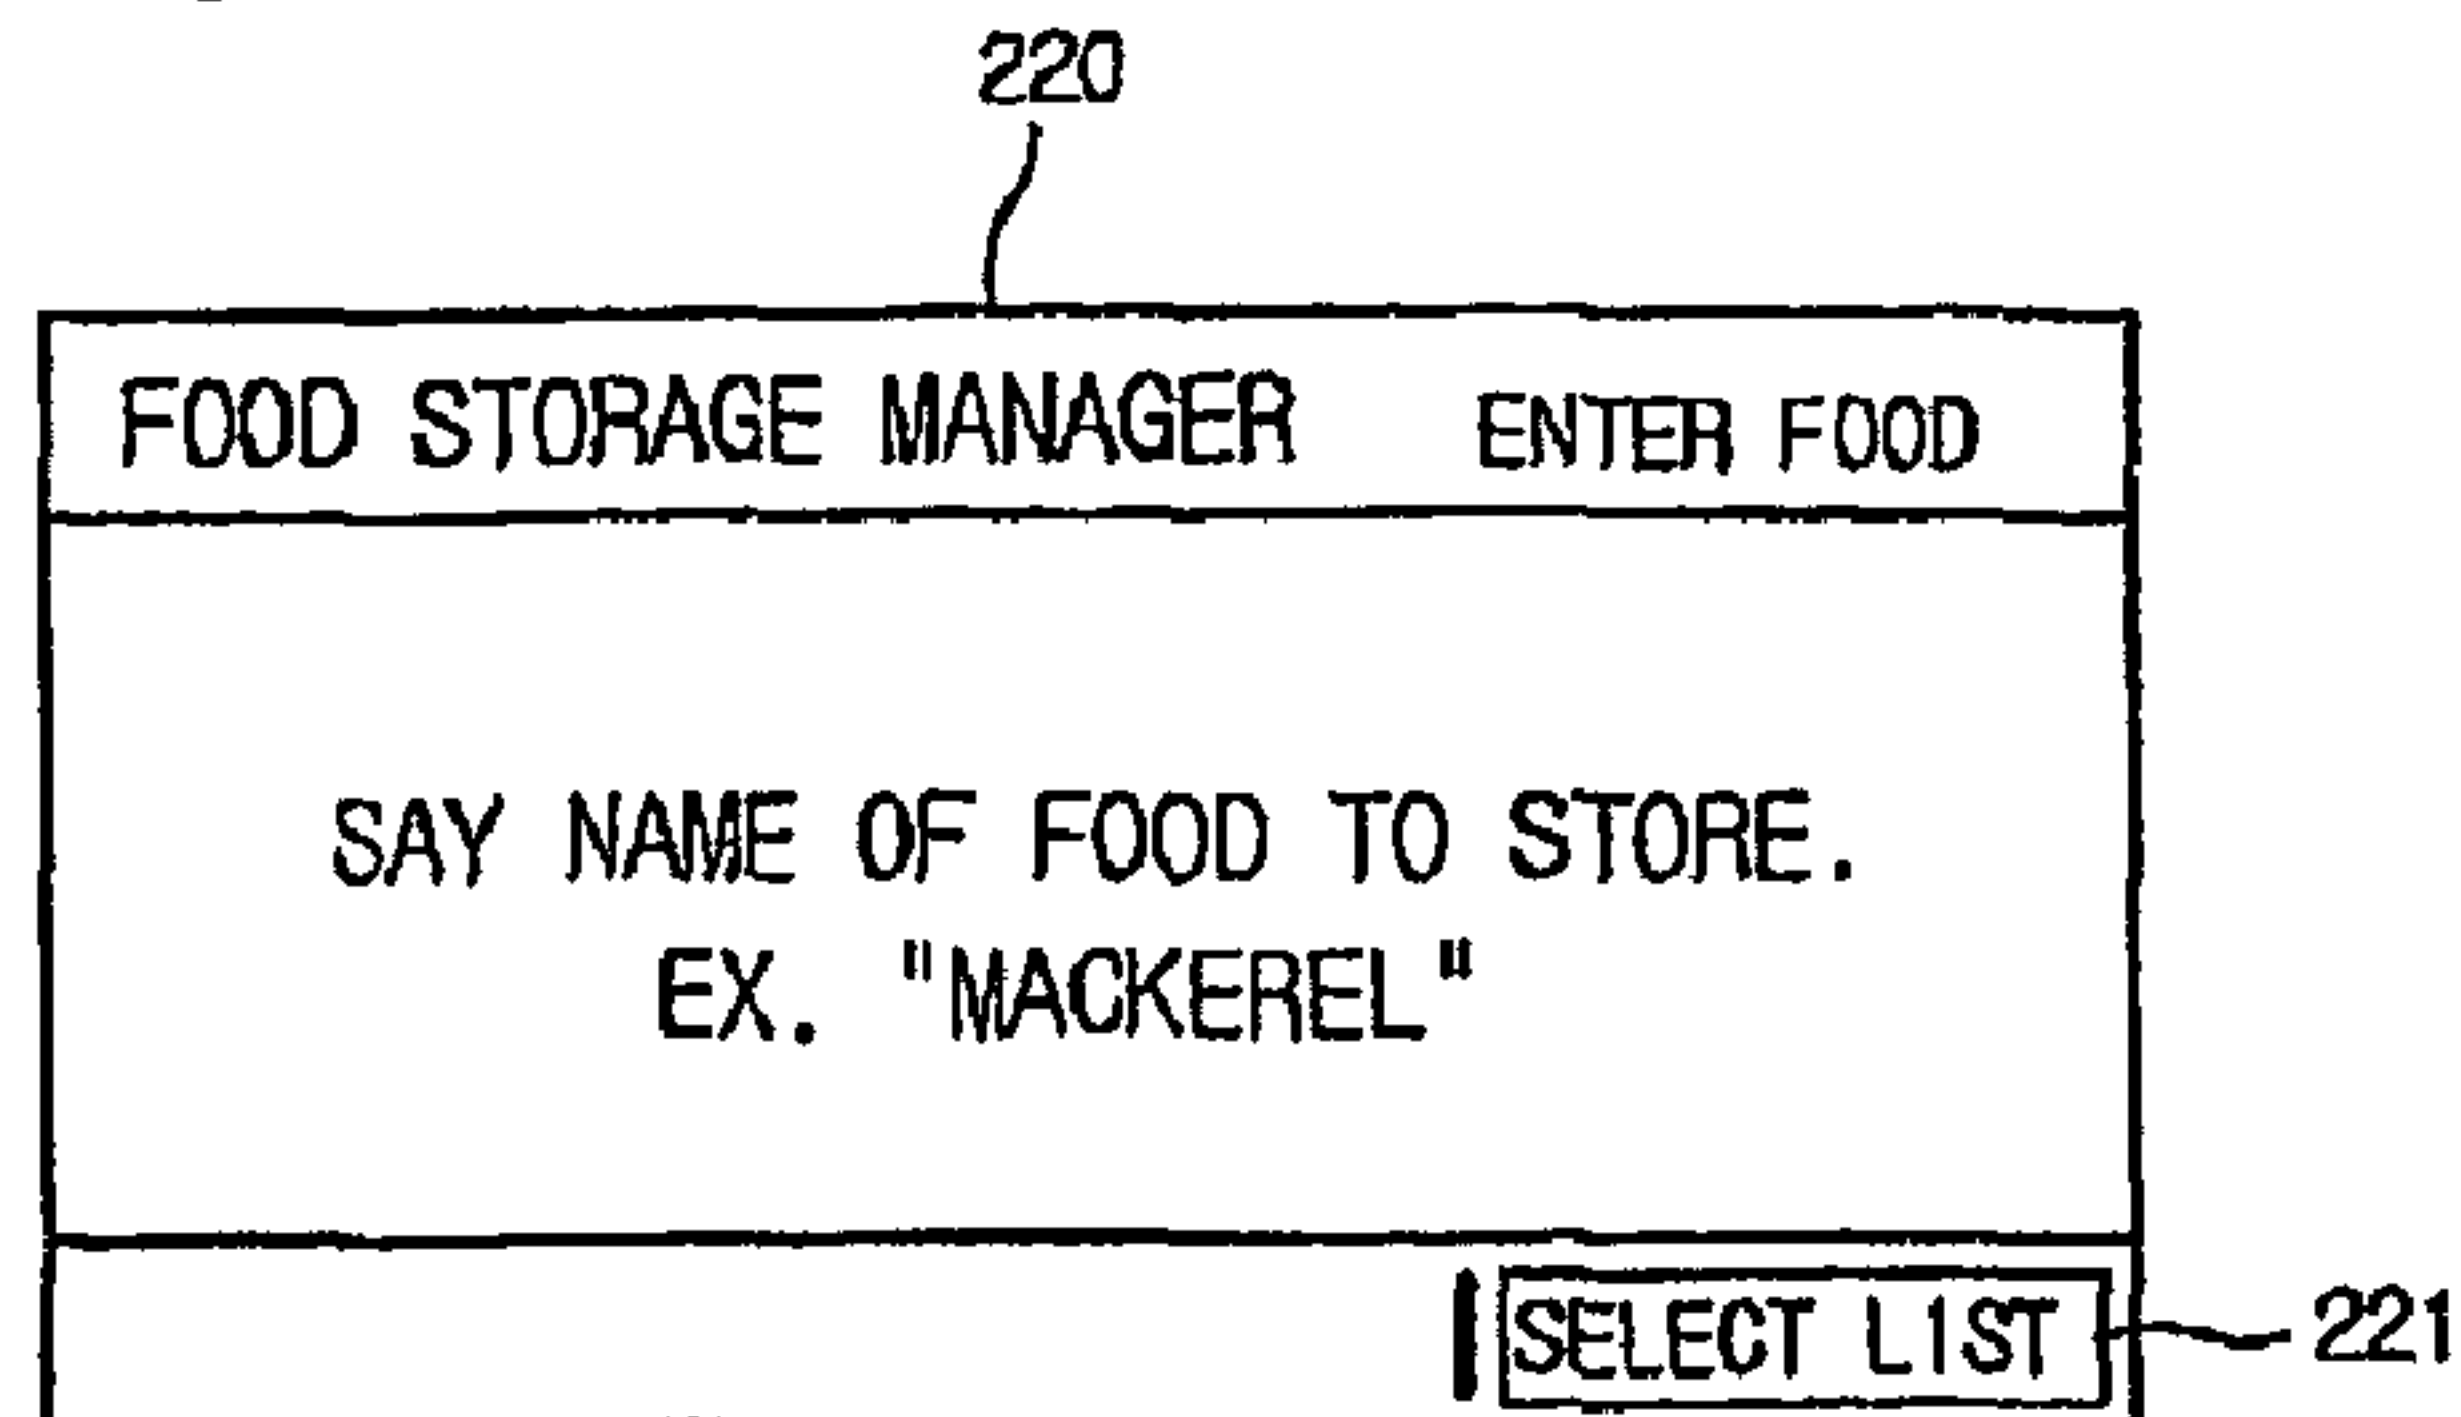 220
FOOD STORAGE MANAGER ENTER FOOD
SAY NAME OF FOOD TO STORE.
EX. "MACKEREL"
SELECT LIST 221